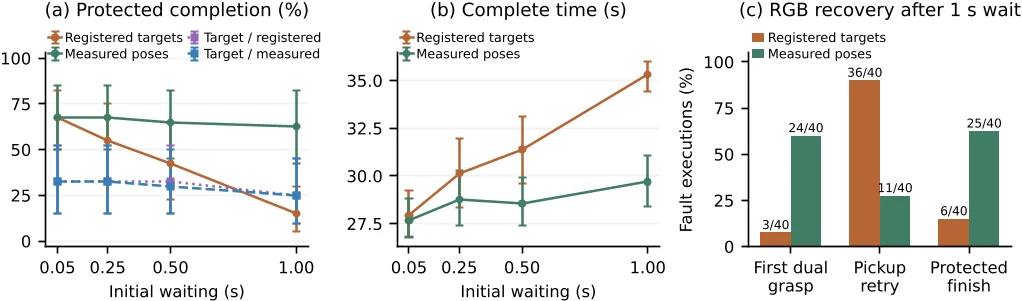 (a) Protected completion (%)
Registered targets
Measured poses
Target / registered
Target / measured
100
75
50
25
0
0.05
0.25
0.50
1.00
Initial waiting (s)
(b) Complete time (s)
Registered targets
Measured poses
35.0
32.5
30.0
27.5
0.05
0.25
0.50
1.00
Initial waiting (s)
(c) RGB recovery after 1 s wait
Registered targets
Measured poses
Fault executions (%)
100
75
50
25
0
3/40
24/40
36/40
11/40
6/40
25/40
First dual
grasp
Pickup
retry
Protected
finish